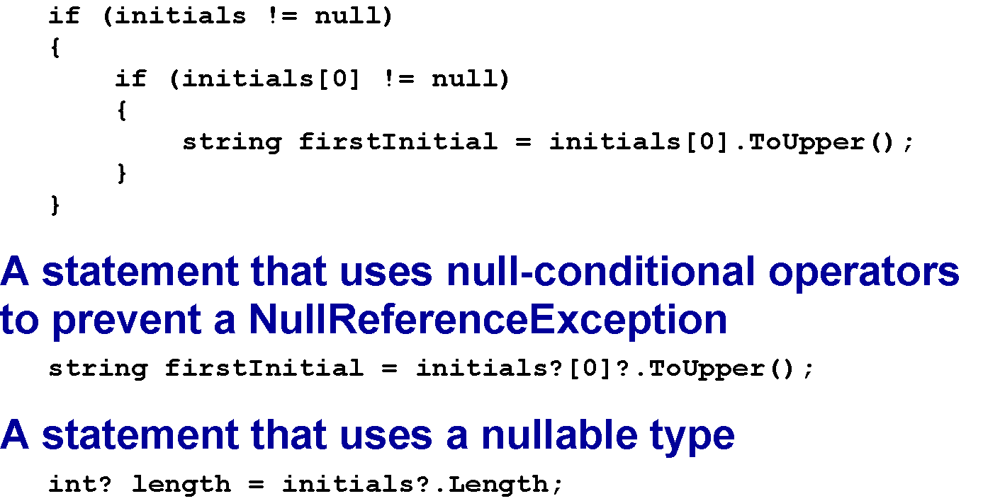 if (initials != null)
{
    if (initials[0] != null)
    {
        string firstInitial = initials[0].ToUpper();
    }
}
A statement that uses null-conditional operators
to prevent a NullReferenceException
string firstInitial = initials?[0]?.ToUpper();
A statement that uses a nullable type
int? length = initials?.Length;